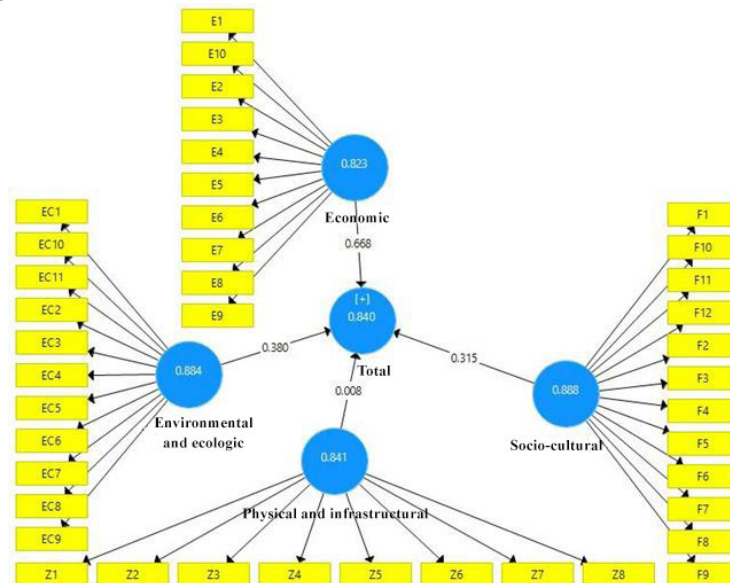 E1
E10
E2
E3
E4
E5
E6
E7
E8
E9
0.823
Economic
0.668
EC1
EC10
EC11
EC2
EC3
EC4
EC5
EC6
EC7
EC8
EC9
0.884
Environmental
and ecologic
0.380
[+]
0.840
Total
0.315
0.008
F1
F10
F11
F12
F2
F3
F4
F5
F6
F7
F8
F9
0.888
Socio-cultural
0.841
Physical and infrastructural
Z1
Z2
Z3
Z4
Z5
Z6
Z7
Z8